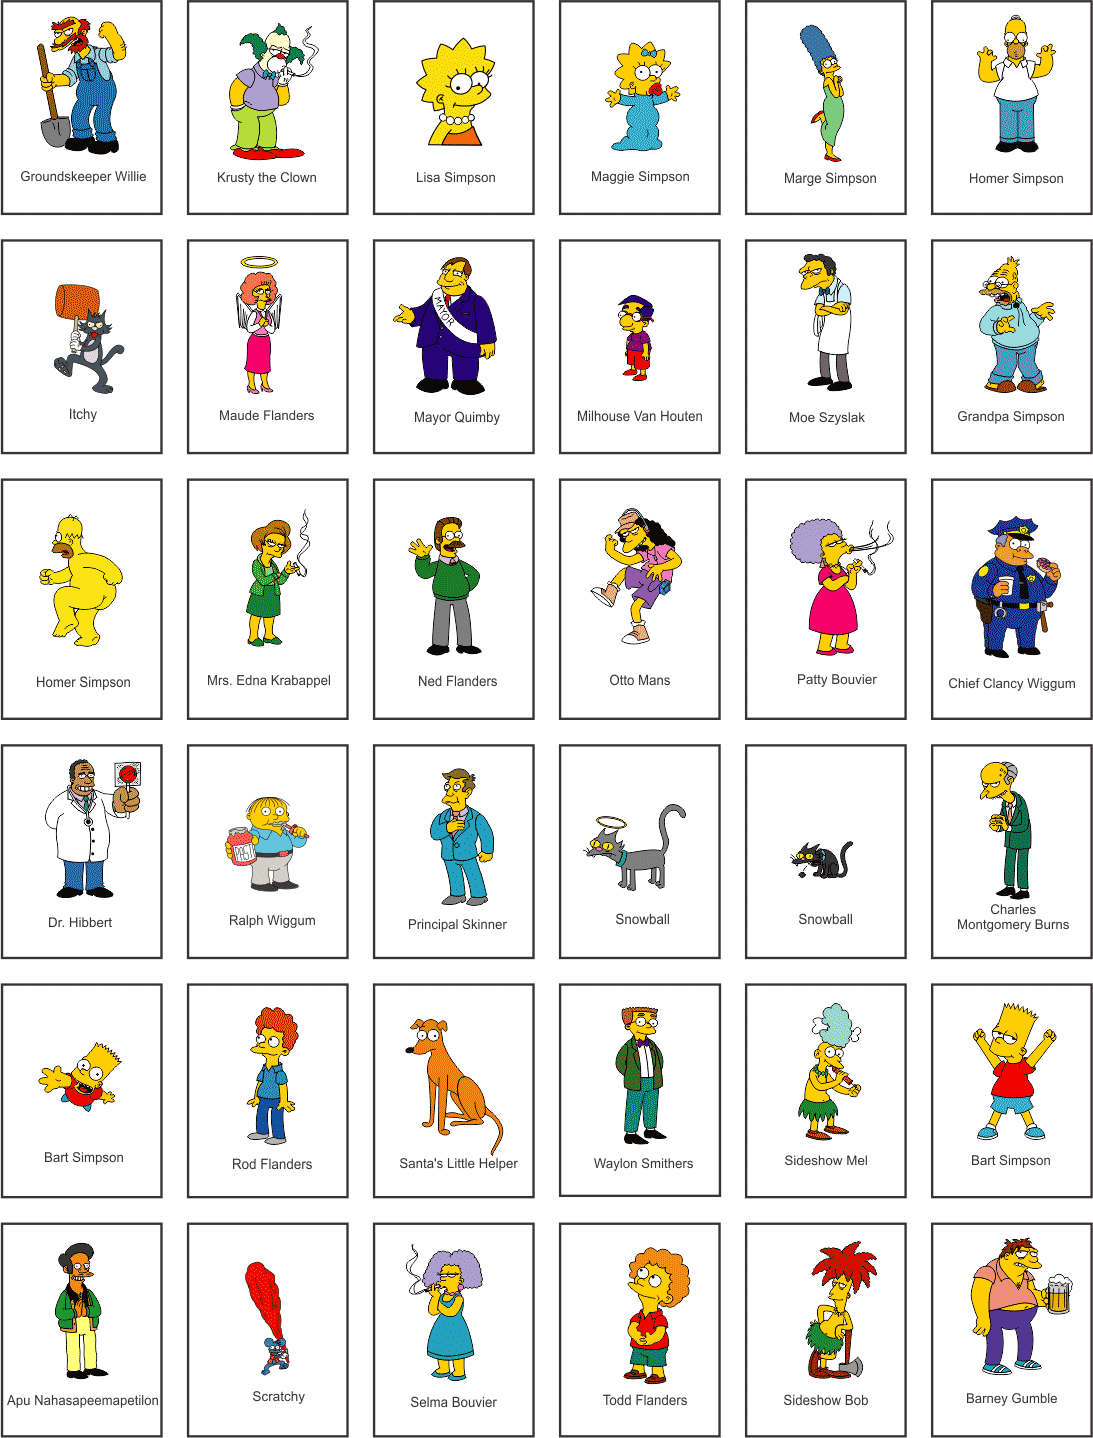 Groundskeeper Willie
Krusty the Clown
Lisa Simpson
Maggie Simpson
Marge Simpson
Homer Simpson
MAYOR
Itchy
Maude Flanders
Mayor Quimby
Milhouse Van Houten
Moe Szyslak
Grandpa Simpson
Homer Simpson
Mrs. Edna Krabappel
Ned Flanders
Otto Mans
Patty Bouvier
Chief Clancy Wiggum
PAST
Dr. Hibbert
Ralph Wiggum
Principal Skinner
Snowball
Snowball
Charles
Montgomery Burns
Bart Simpson
Rod Flanders
Santa's Little Helper
Waylon Smithers
Sideshow Mel
Bart Simpson
Apu Nahasapeemapetilon
Scratchy
Selma Bouvier
Todd Flanders
Sideshow Bob
Barney Gumble